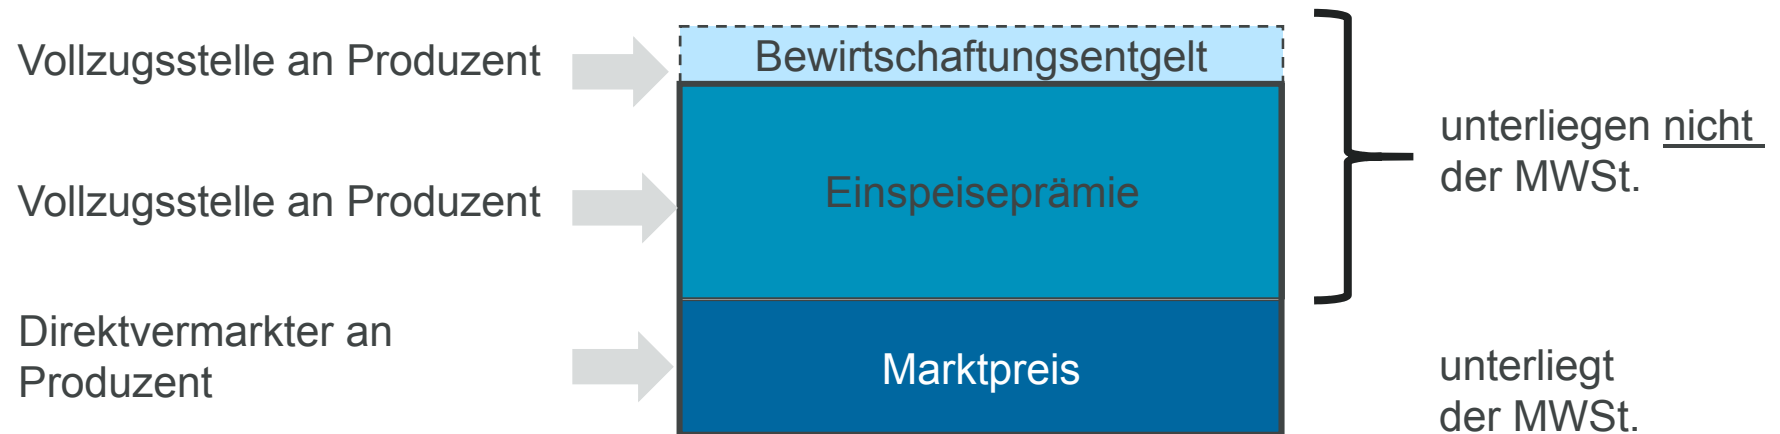 Vollzugsstelle an Produzent
Bewirtschaftungsentgelt
Vollzugsstelle an Produzent
Einspeiseprämie
unterliegen nicht
der MWSt.
Direktvermarkter an
Produzent
Marktpreis
unterliegt
der MWSt.